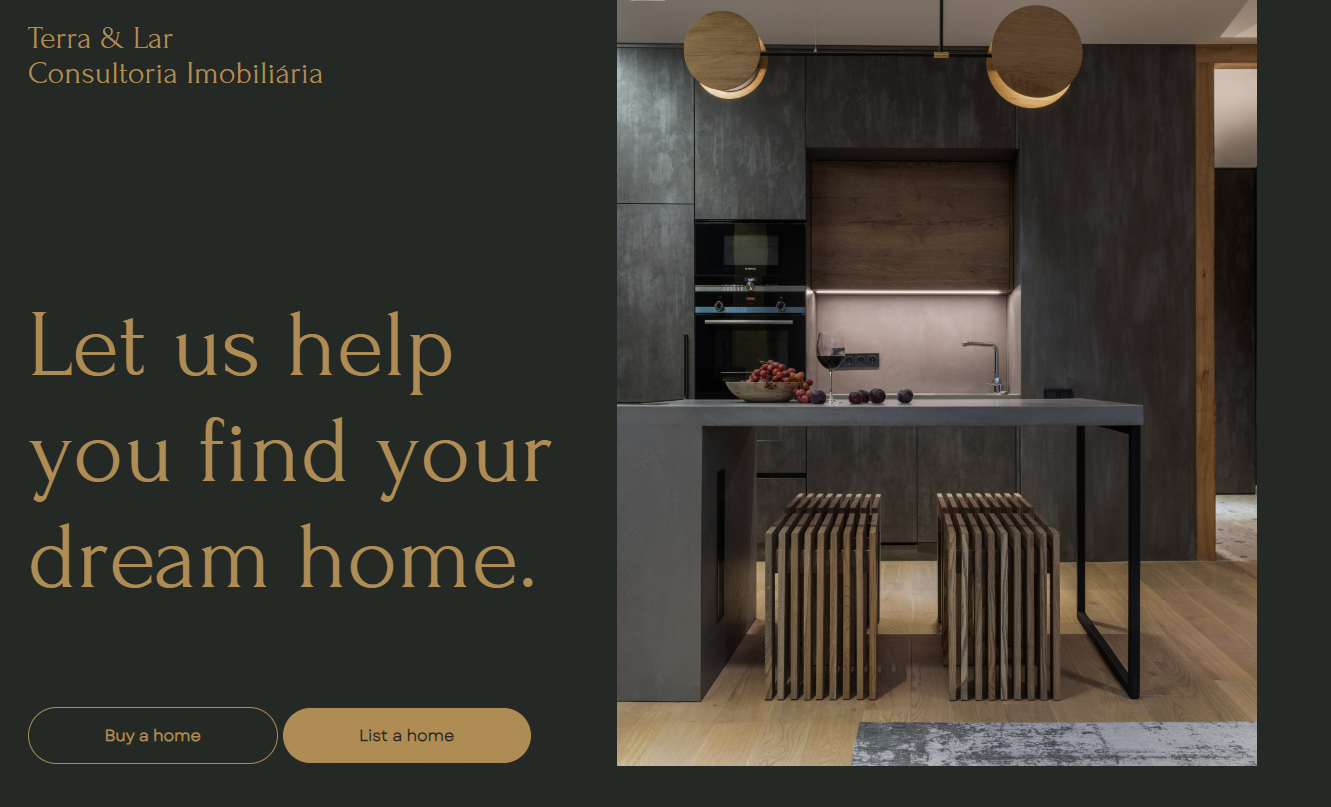 Terra & Lar
Consultoria Imobiliária
Let us help
you find your
dream home.
Buy a home
List a home